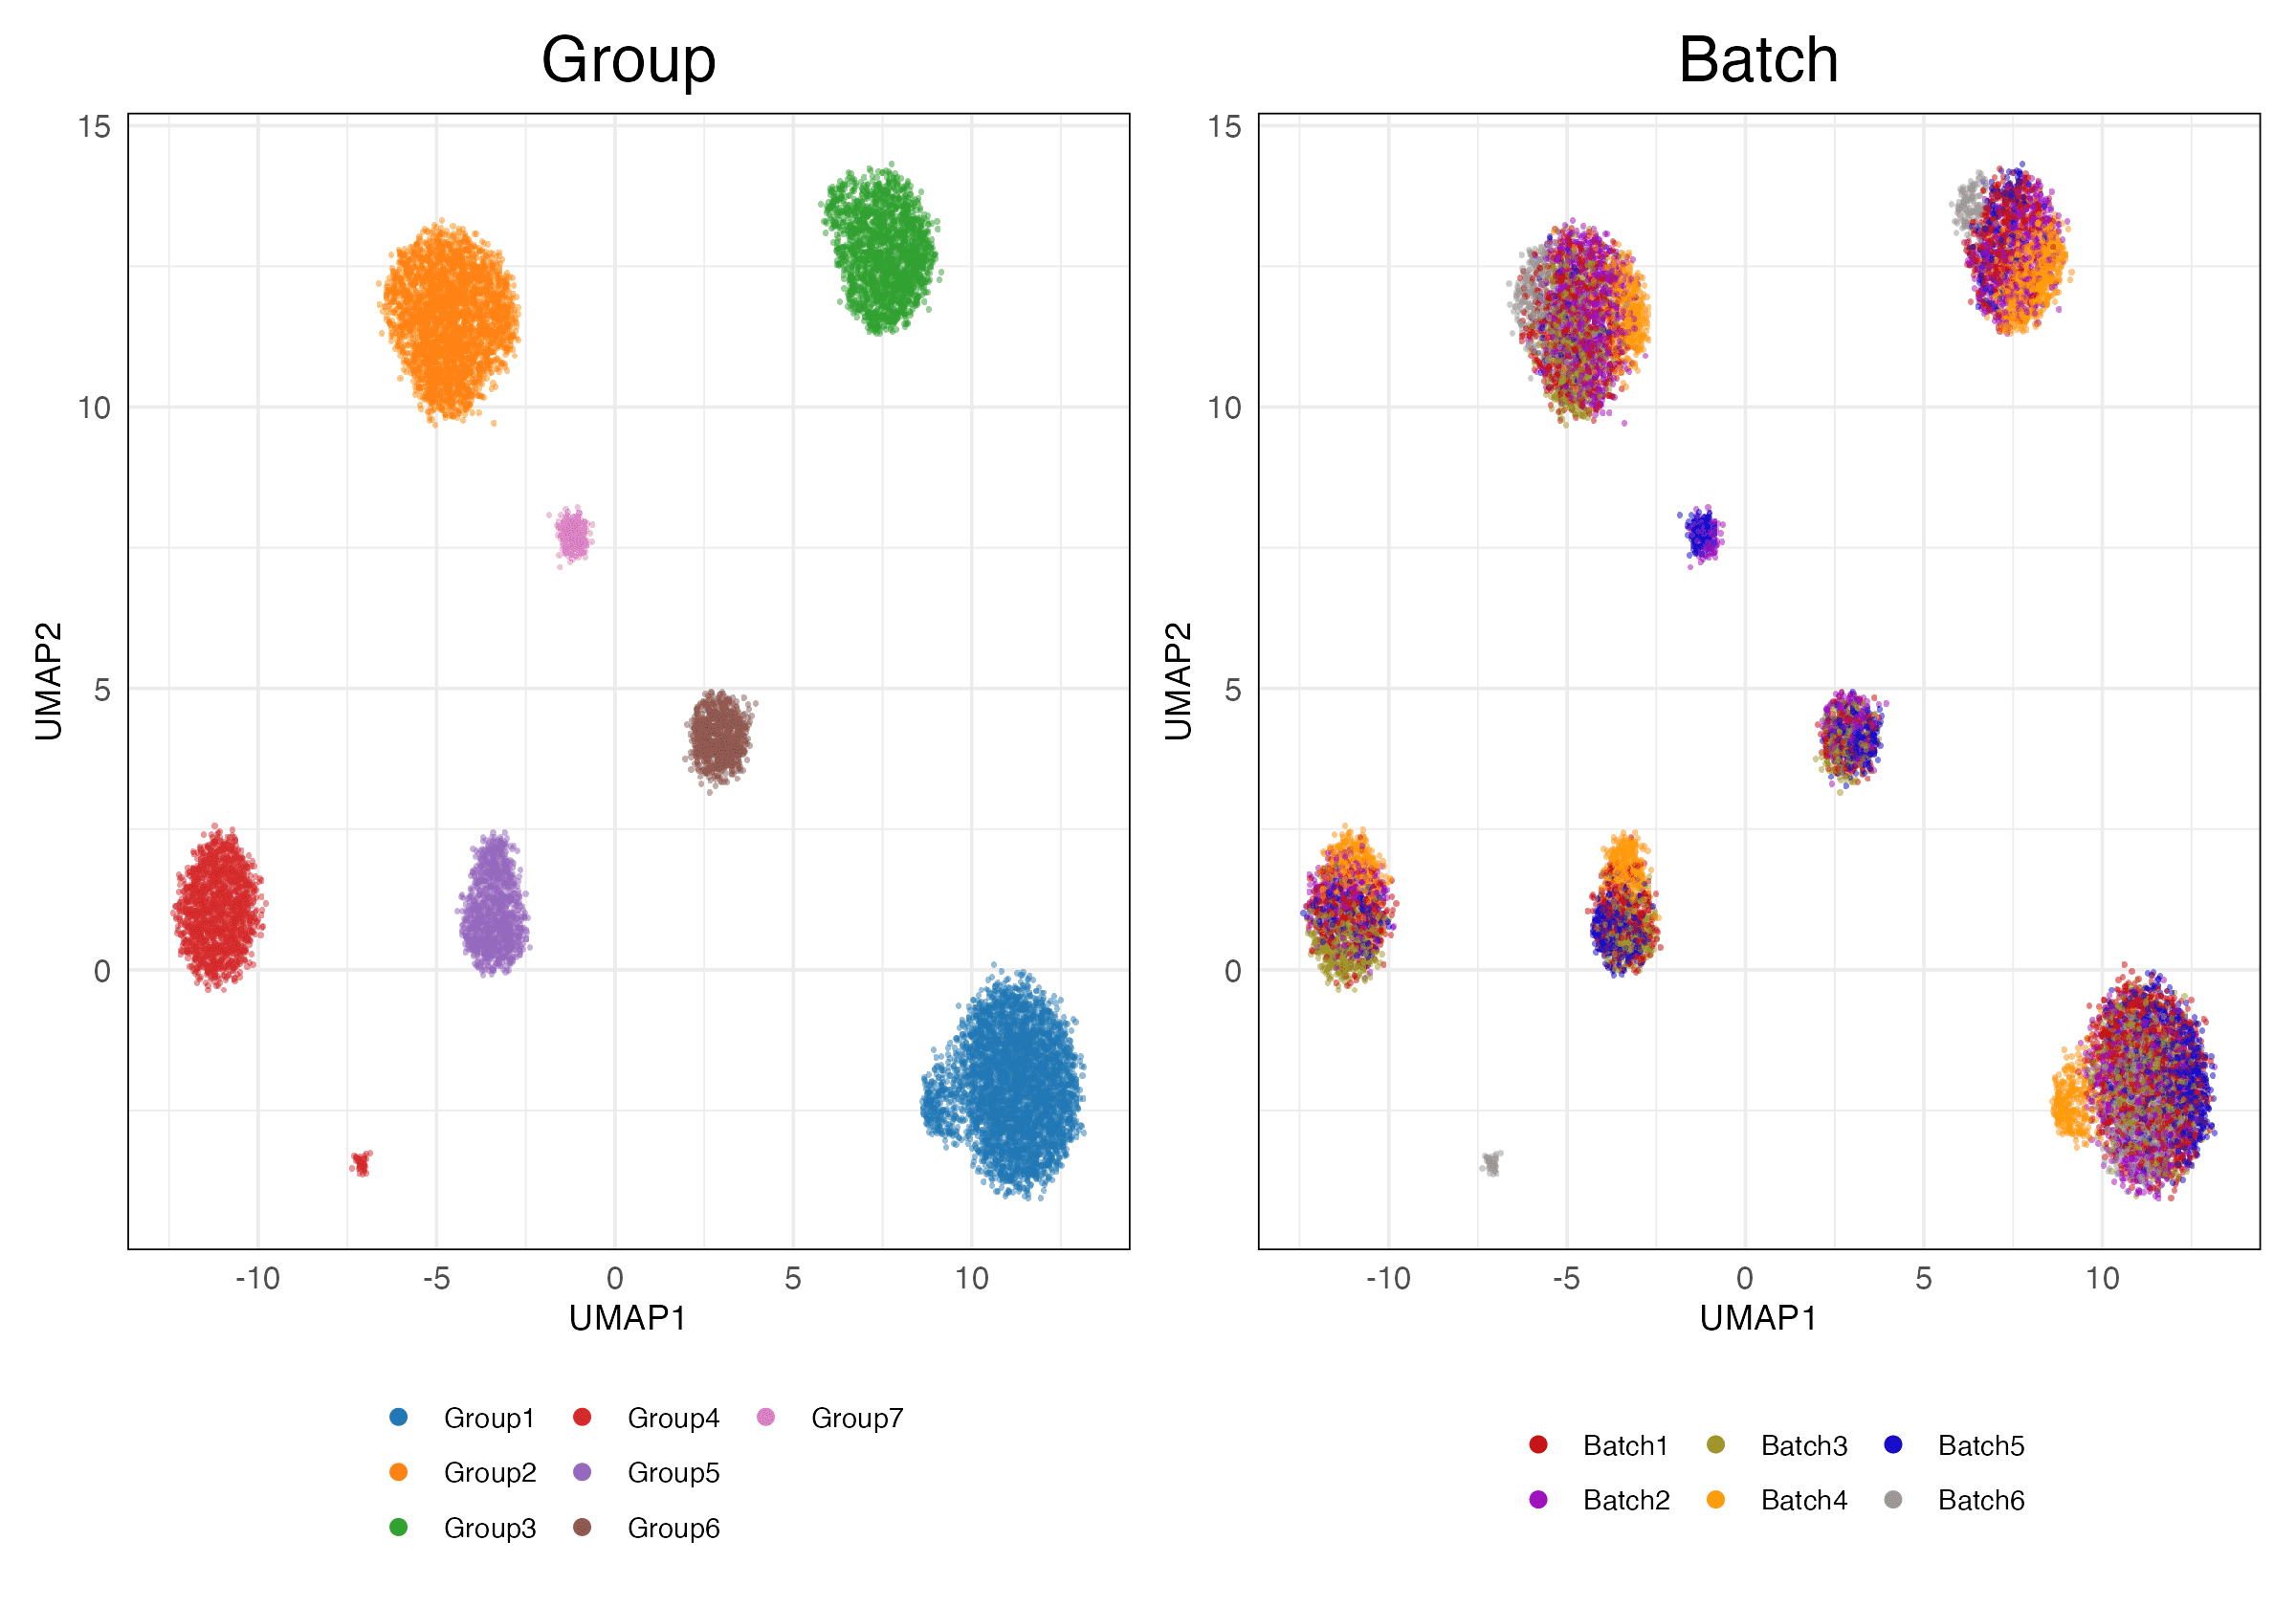 Group
15
10
5
0
-10 -5 0 5 10
UMAP1
UMAP2
Group1 Group4 Group7
Group2 Group5
Group3 Group6
Batch
15
10
5
0
-10 -5 0 5 10
UMAP1
UMAP2
Batch1 Batch3 Batch5
Batch2 Batch4 Batch6